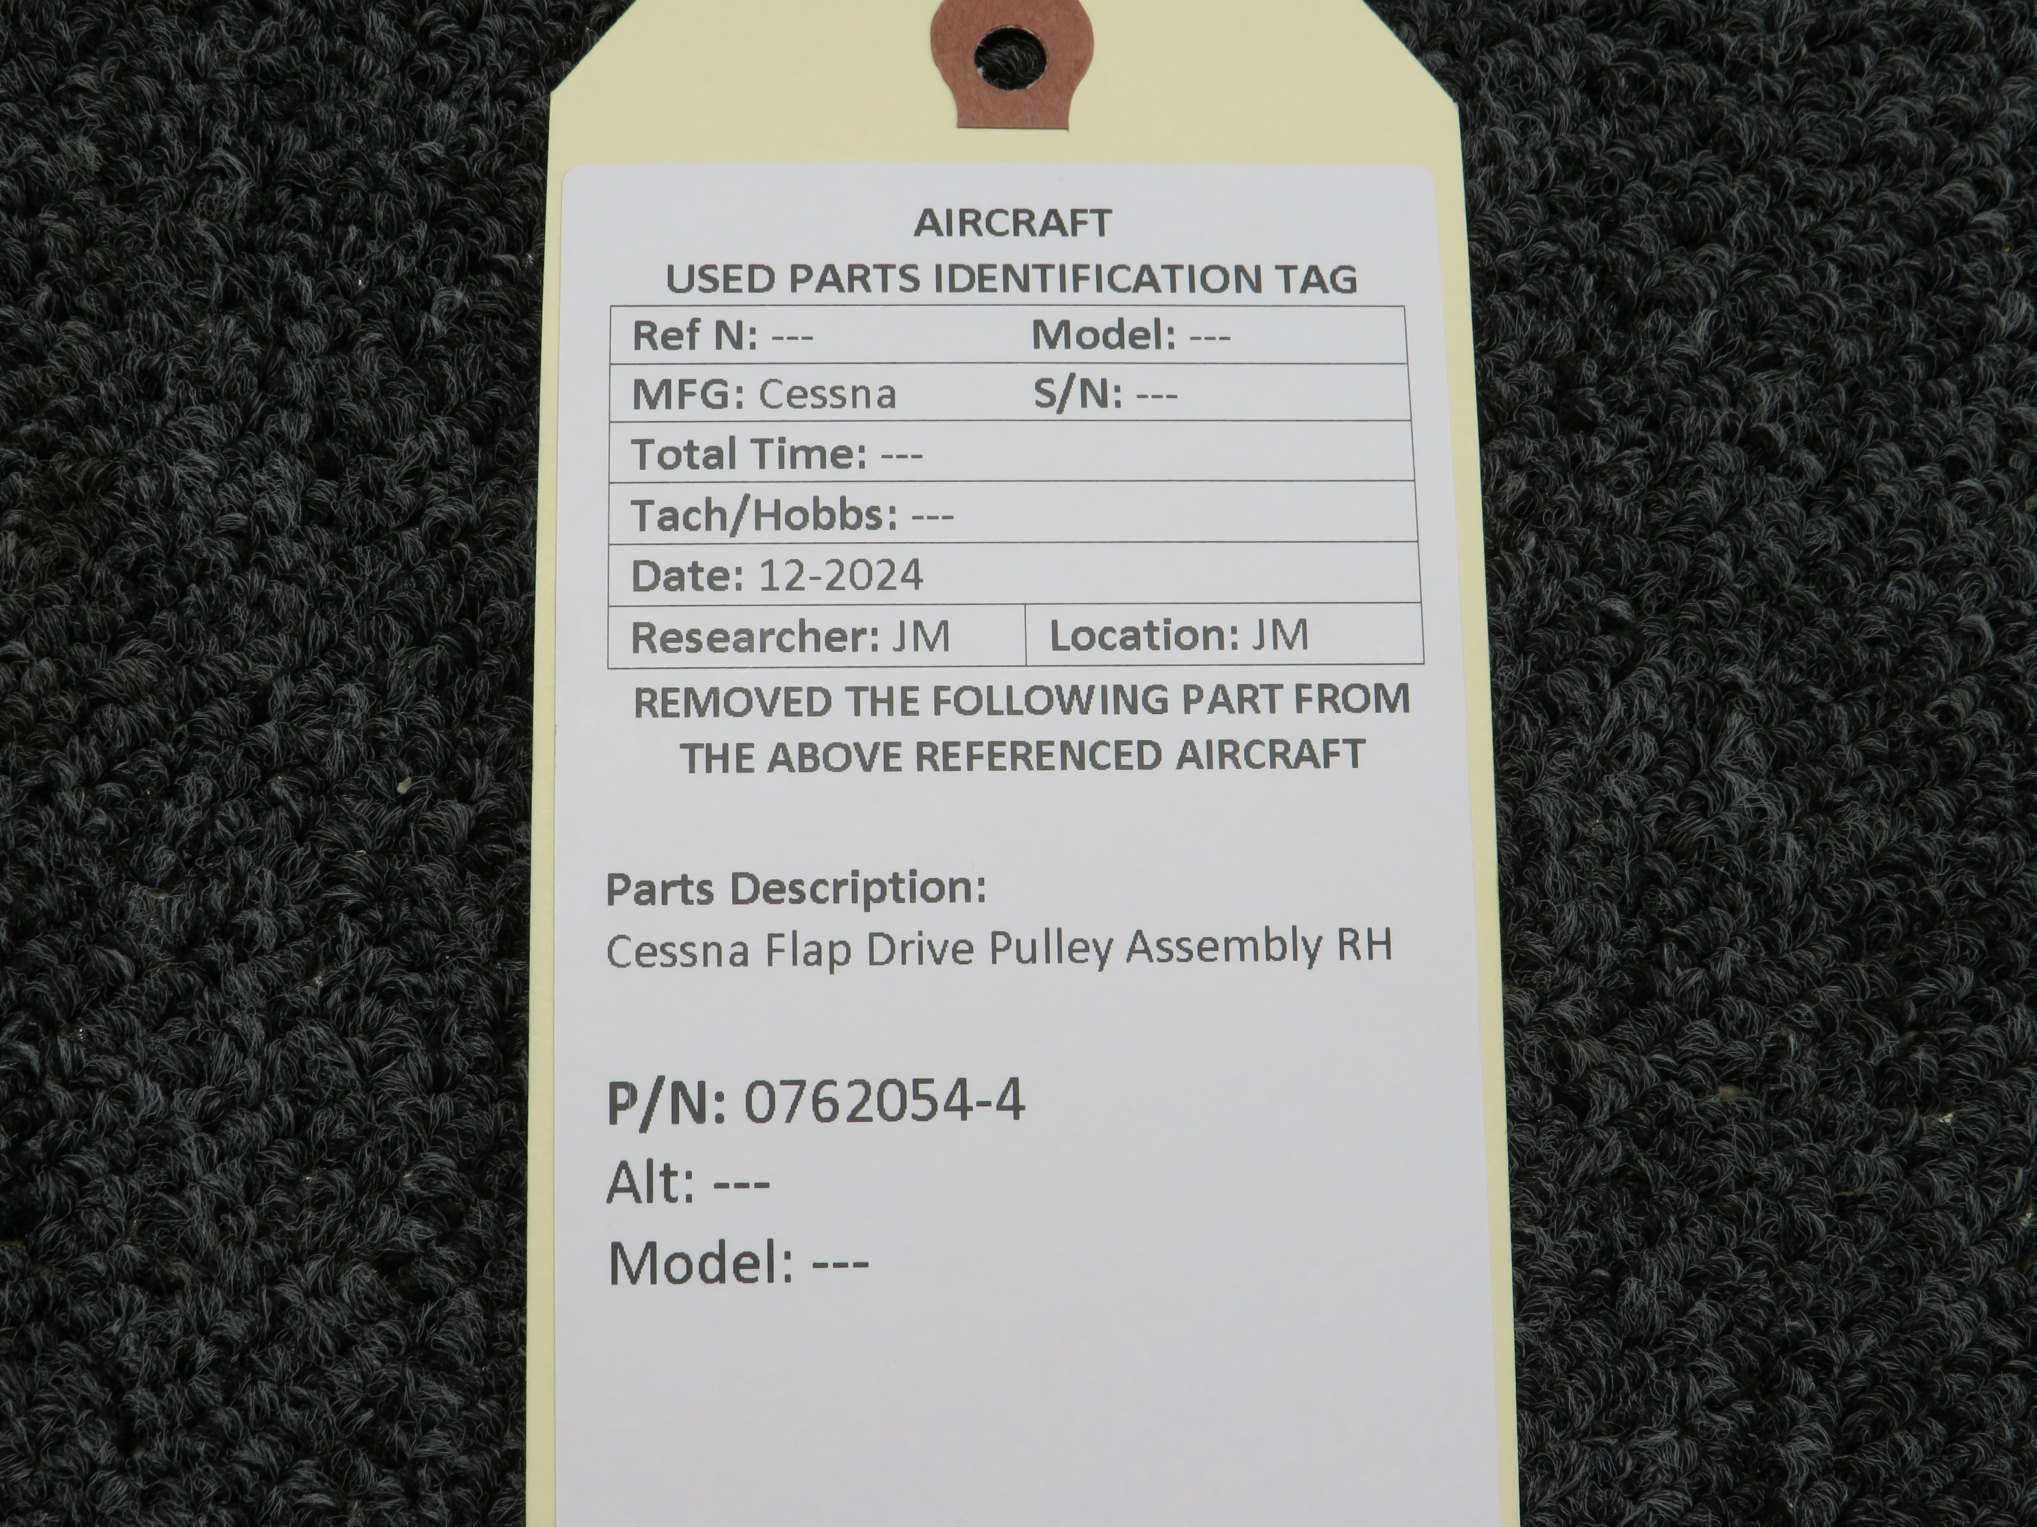 AIRCRAFT
USED PARTS IDENTIFICATION TAG
Ref N: --- Model: ---
MFG: Cessna S/N: ---
Total Time: ---
Tach/Hobbs: ---
Date: 12-2024
Researcher: JM Location: JM
REMOVED THE FOLLOWING PART FROM
THE ABOVE REFERENCED AIRCRAFT
Parts Description:
Cessna Flap Drive Pulley Assembly RH
P/N: 0762054-4
Alt: ---
Model: ---